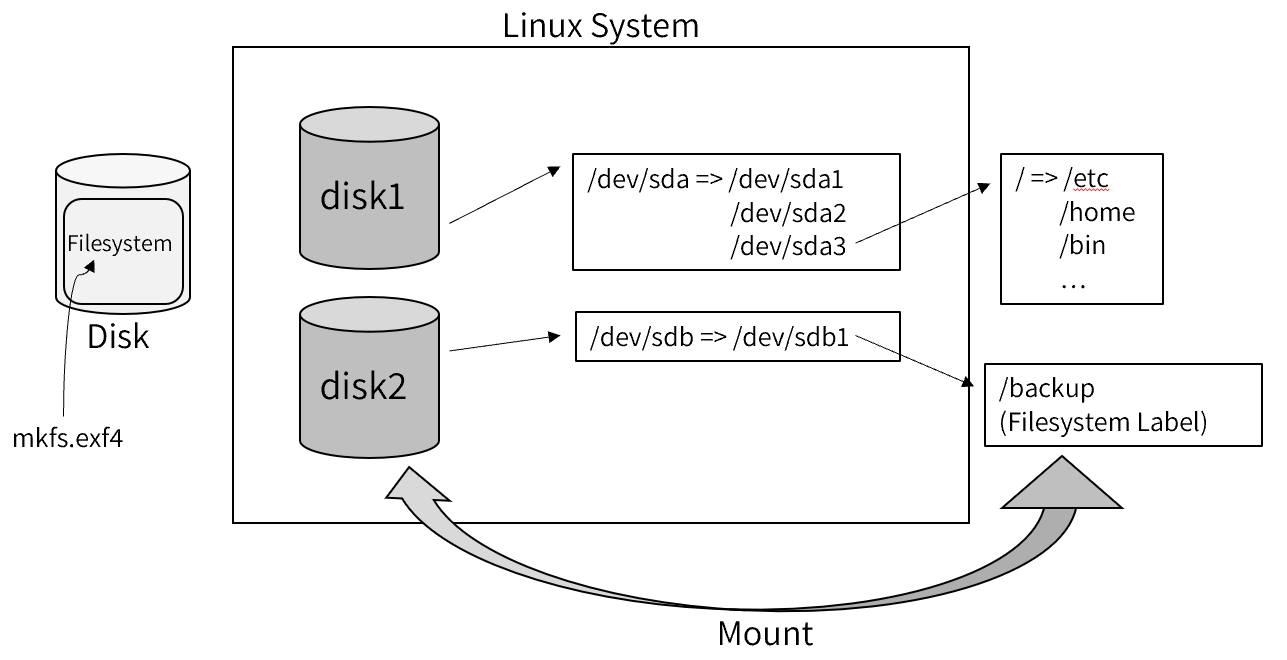 Linux System
disk1
/dev/sda => /dev/sda1
/dev/sda2
/dev/sda3
/ => /etc
/home
/bin
...
Filesystem
Disk
mkfs.exf4
disk2
/dev/sdb => /dev/sdb1
/backup
(Filesystem Label)
Mount